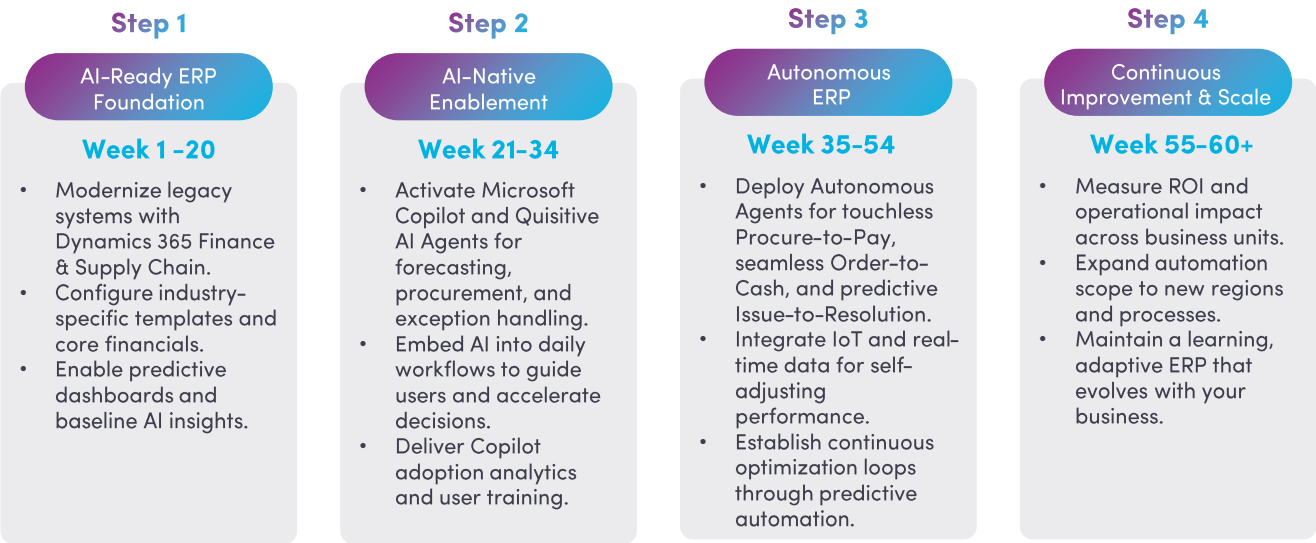 Step 1
AI-Ready ERP
Foundation
Week 1 -20
• Modernize legacy
systems with
Dynamics 365 Finance
& Supply Chain.
• Configure industry-
specific templates and
core financials.
• Enable predictive
dashboards and
baseline AI insights.
Step 2
AI-Native
Enablement
Week 21-34
• Activate Microsoft
Copilot and Quisitive
AI Agents for
forecasting,
procurement, and
exception handling.
• Embed AI into daily
workflows to guide
users and accelerate
decisions.
• Deliver Copilot
adoption analytics
and user training.
Step 3
Autonomous
ERP
Week 35-54
• Deploy Autonomous
Agents for touchless
Procure-to-Pay,
seamless Order-to-
Cash, and predictive
Issue-to-Resolution.
• Integrate IoT and real-
time data for self-
adjusting
performance.
• Establish continuous
optimization loops
through predictive
automation.
Step 4
Continuous
Improvement & Scale
Week 55-60+
• Measure ROI and
operational impact
across business units.
• Expand automation
scope to new regions
and processes.
• Maintain a learning,
adaptive ERP that
evolves with your
business.